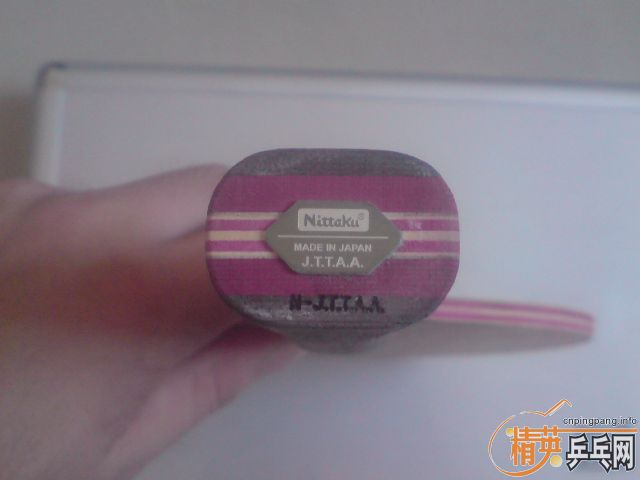 Nittaku®
MADE IN JAPAN
J.T.T.A.A.
N-J.T.T.A.A.
cnpingpang.info
精英乒乓网